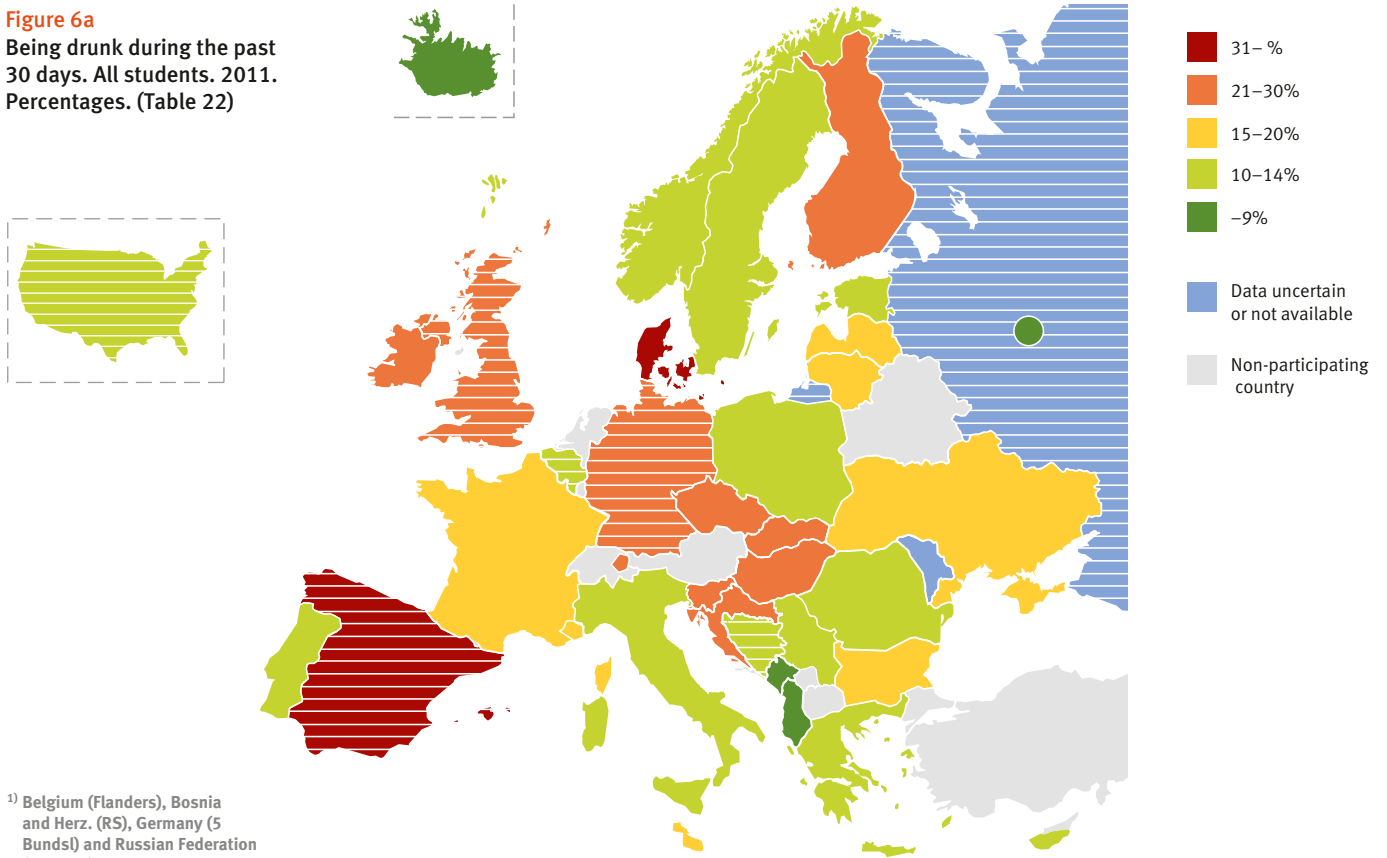 Figure 6a
Being drunk during the past
30 days. All students. 2011.
Percentages. (Table 22)
31– %
21–30%
15–20%
10–14%
–9%
Data uncertain
or not available
Non-participating
country
1) Belgium (Flanders), Bosnia
and Herz. (RS), Germany (5
Bundsl) and Russian Federation